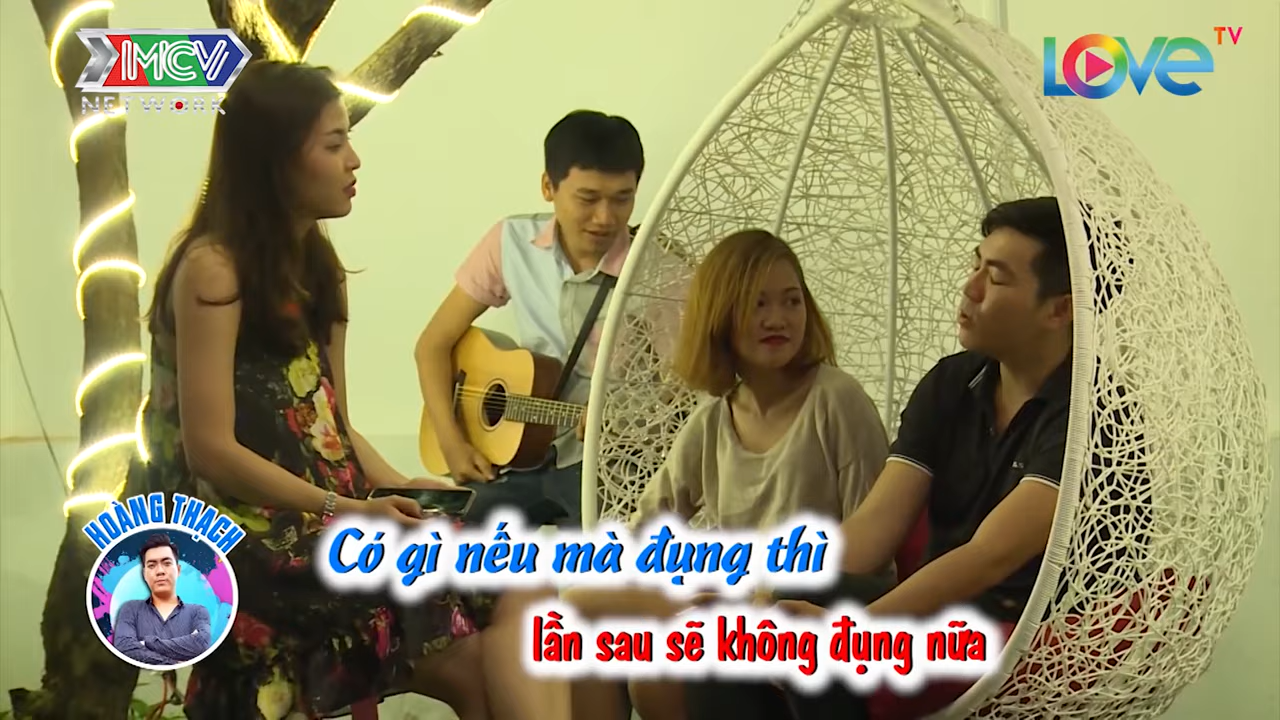 MCV
NETWORK
LOVE TV
HOÀNG THẠCH
Có gì nếu mà đụng thì
lần sau sẽ không đụng nữa